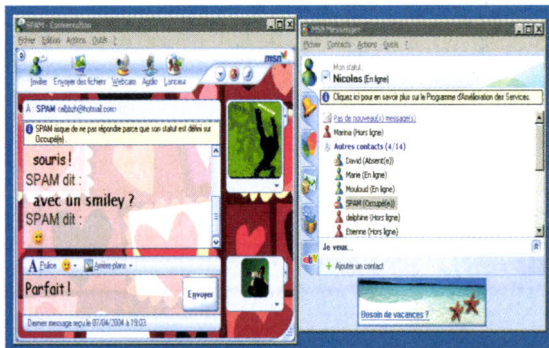 SPAM - Conversation
Fichier Edition Actions Outils ?
msn
Inviter Envoyer des fichiers Webcam Audio Lanceur
À : SPAM
SPAM risque de ne pas répondre parce que son statut est défini sur
Occupé(e).
souris !
SPAM dit :
avec un smiley ?
SPAM dit :
A Police Arrière plans
Parfait !
Envoyer
Dernier message reçu le 07/04/2004 à 19:03.
MSN Messenger
Fichier Contacts Actions Outils ?
Mon statut :
Nicolas (En ligne)
Cliquez ici pour en savoir plus sur le Programme d'Amélioration des Services.
Pas de nouveau(x) message(s)
Marina (Hors ligne)
Autres contacts (4/14)
David (Absent(e))
Marie (En ligne)
Mouloud (En ligne)
SPAM (Occupé(e))
delphine (Hors ligne)
Etienne (Hors ligne)
Je veux...
Ajouter un contact
ebY
Besoin de vacances ?